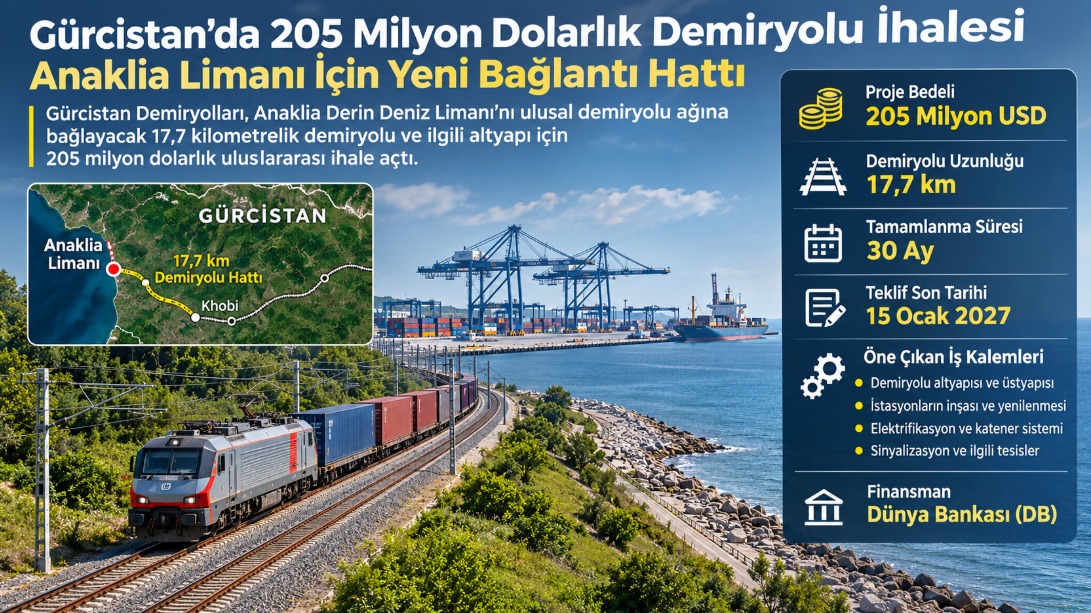 Gürcistan'da 205 Milyon Dolarlık Demiryolu İhalesi
Anaklia Limanı İçin Yeni Bağlantı Hattı
Gürcistan Demiryolları, Anaklia Derin Deniz Limanı'nı ulusal demiryolu ağına
bağlayacak 17,7 kilometrelik demiryolu ve ilgili altyapı için
205 milyon dolarlık uluslararası ihale açtı.
GÜRCİSTAN
Anaklia
Limanı
17,7 km
Demiryolu Hattı
Khobi
Proje Bedeli
205 Milyon USD
Demiryolu Uzunluğu
17,7 km
Tamamlanma Süresi
30 Ay
Teklif Son Tarihi
15 Ocak 2027
Öne Çıkan İş Kalemleri
Demiryolu altyapısı ve üstyapısı
İstasyonların inşası ve yenilenmesi
Elektrifikasyon ve katener sistemi
Sinyalizasyon ve ilgili tesisler
Finansman
Dünya Bankası (DB)